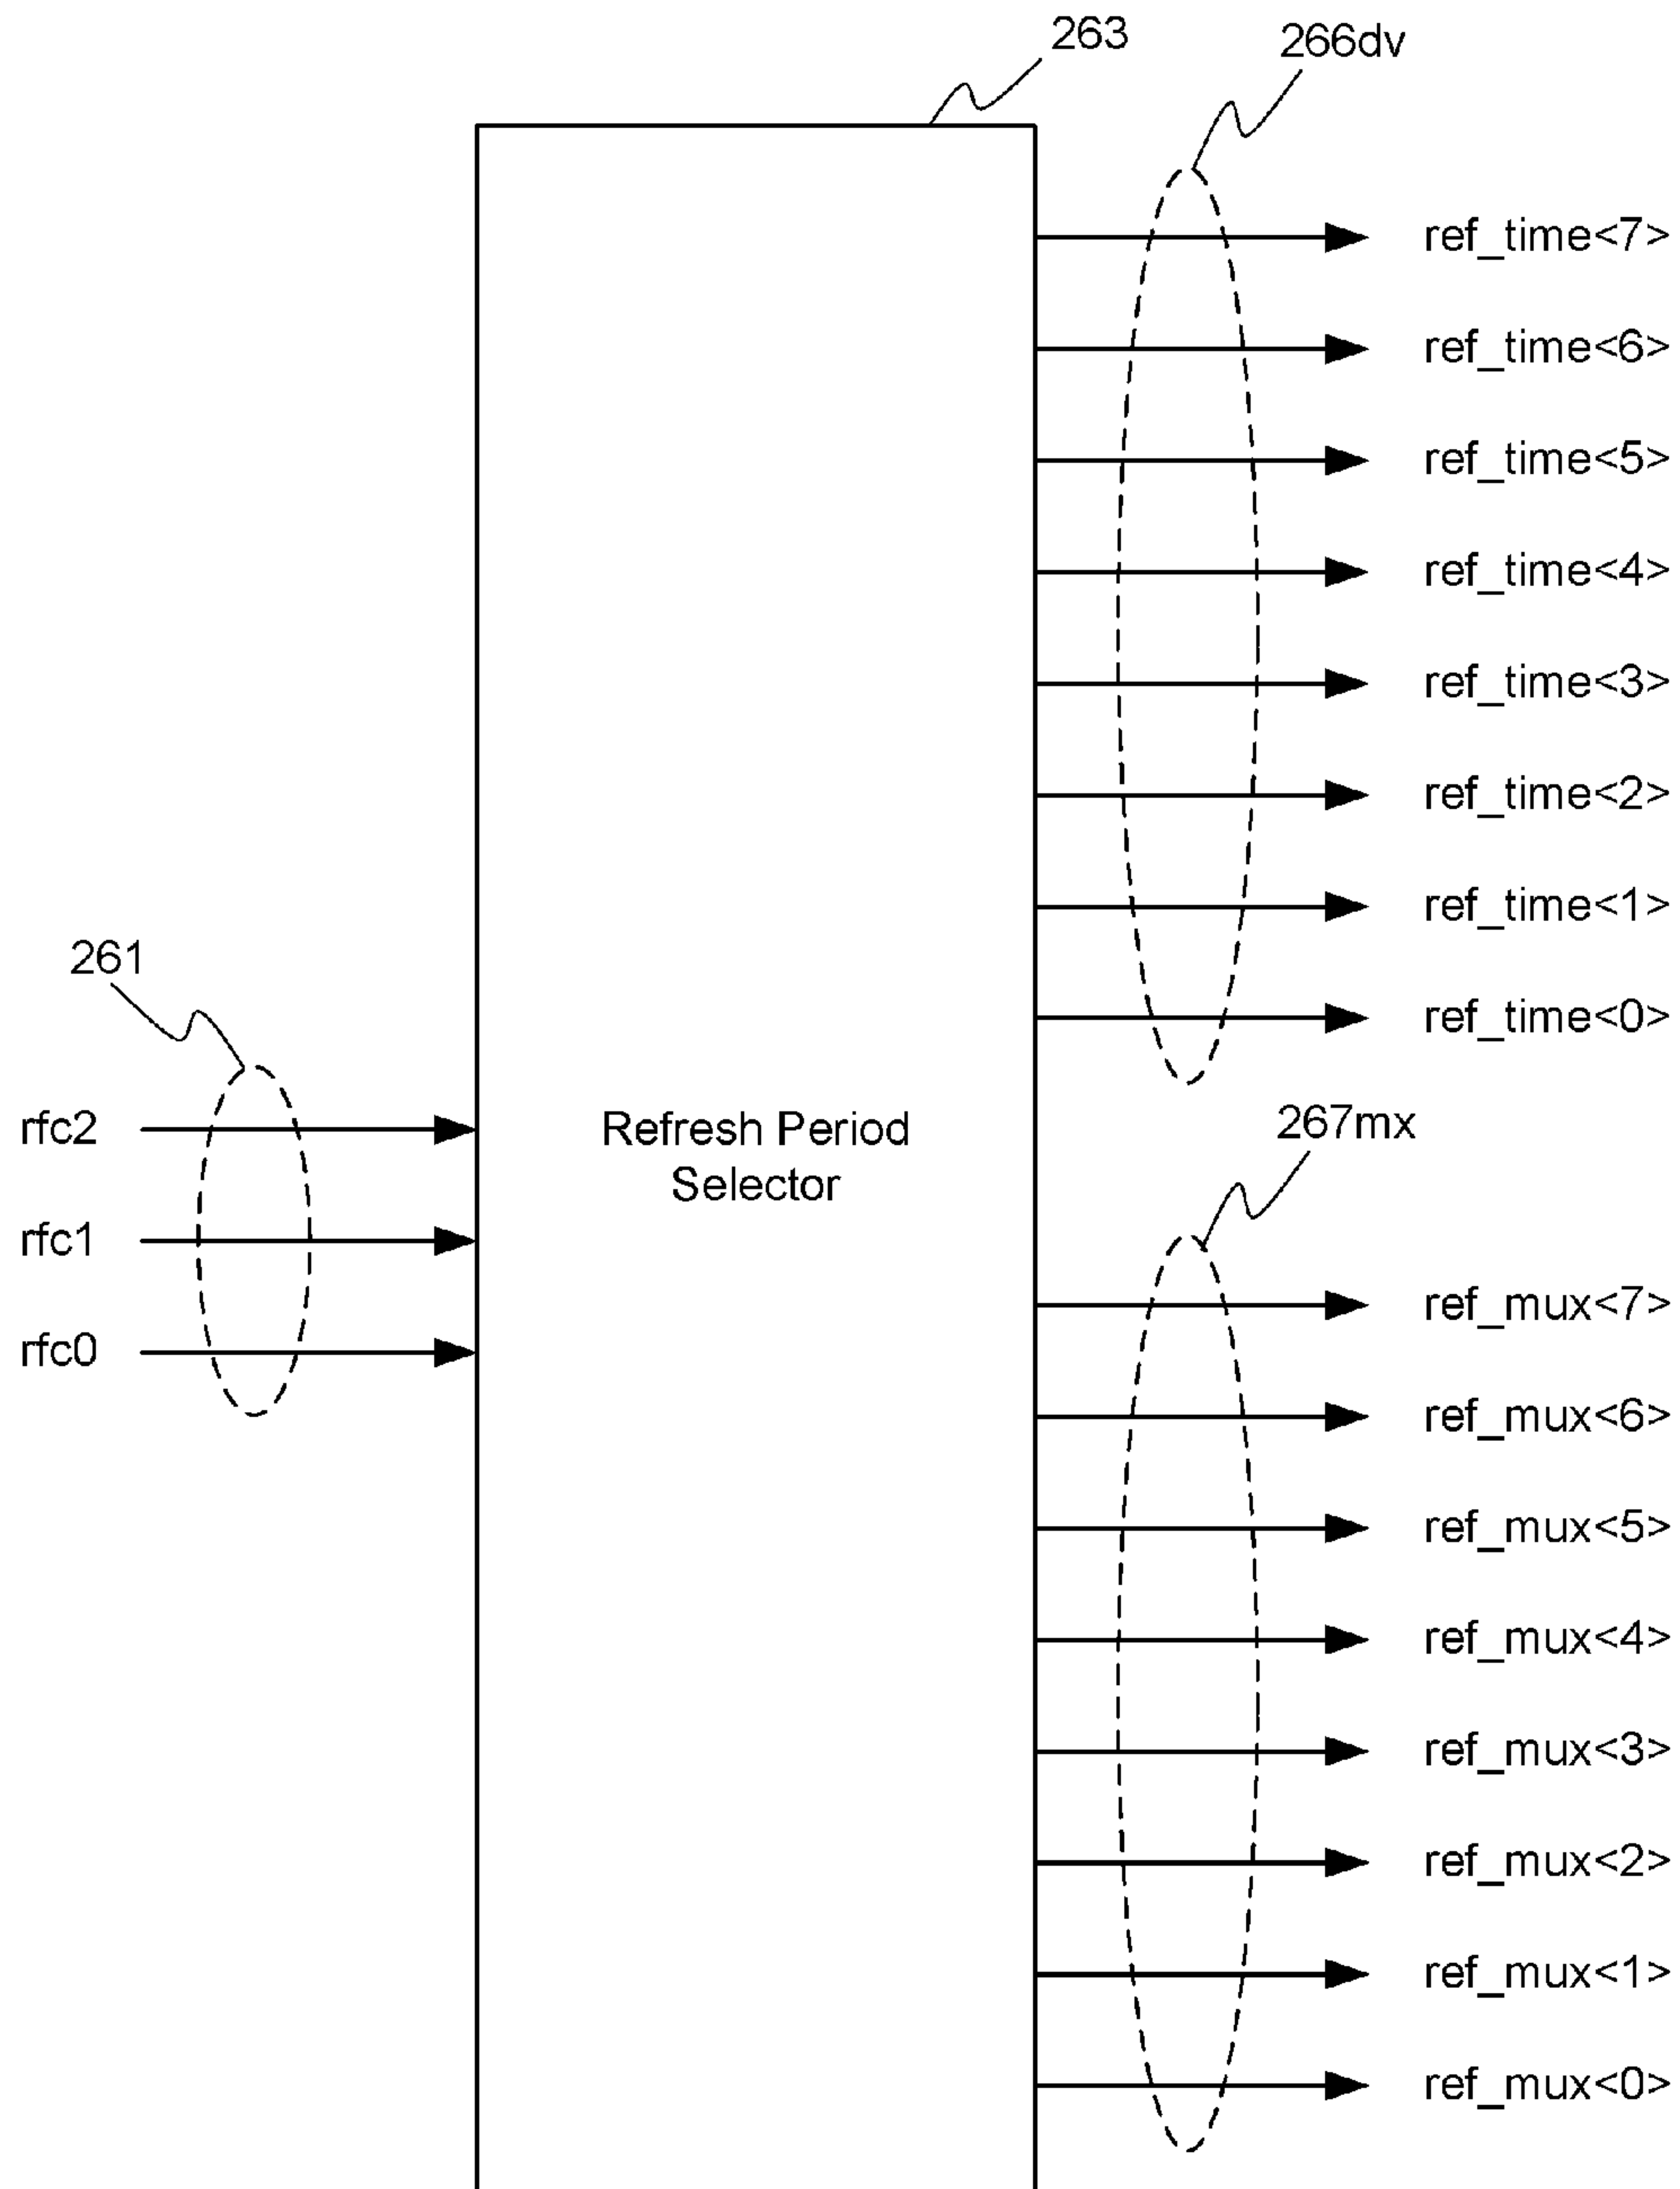 263
266dv
ref_time<7>
ref_time<6>
ref_time<5>
ref_time<4>
ref_time<3>
ref_time<2>
ref_time<1>
ref_time<0>
261
rfc2
rfc1
rfc0
Refresh Period
Selector
267mx
ref_mux<7>
ref_mux<6>
ref_mux<5>
ref_mux<4>
ref_mux<3>
ref_mux<2>
ref_mux<1>
ref_mux<0>